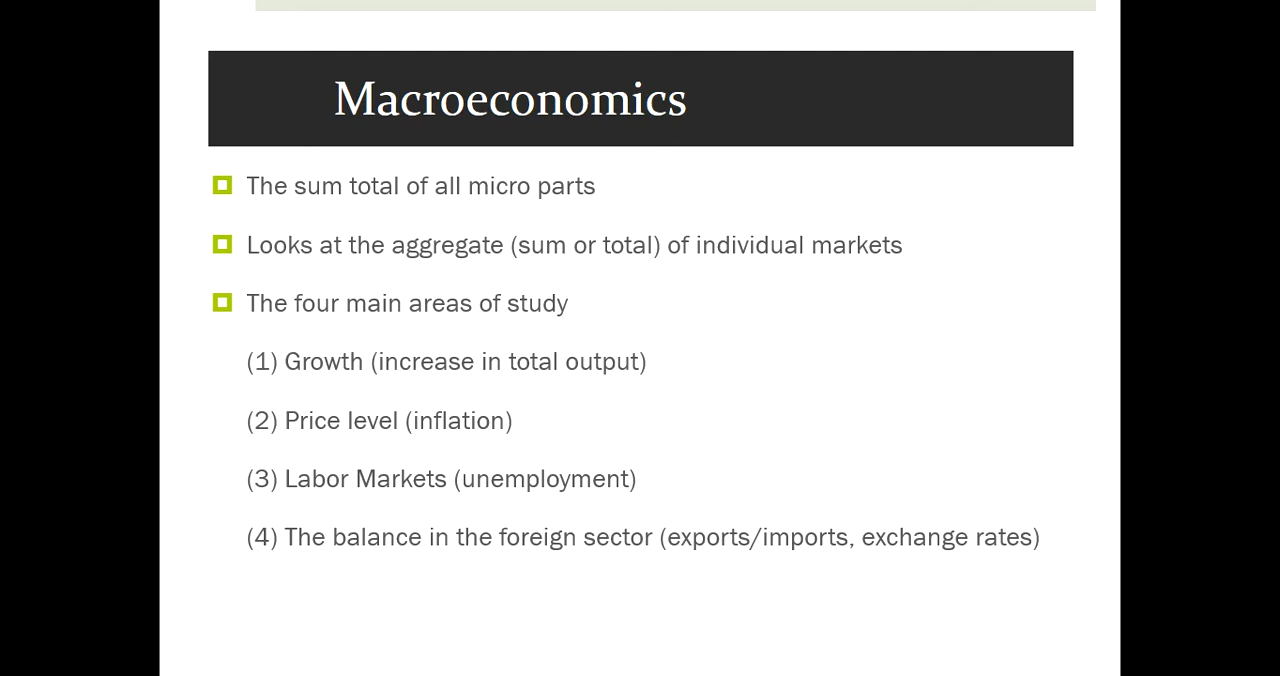 Macroeconomics
The sum total of all micro parts
Looks at the aggregate (sum or total) of individual markets
The four main areas of study
(1) Growth (increase in total output)
(2) Price level (inflation)
(3) Labor Markets (unemployment)
(4) The balance in the foreign sector (exports/imports, exchange rates)